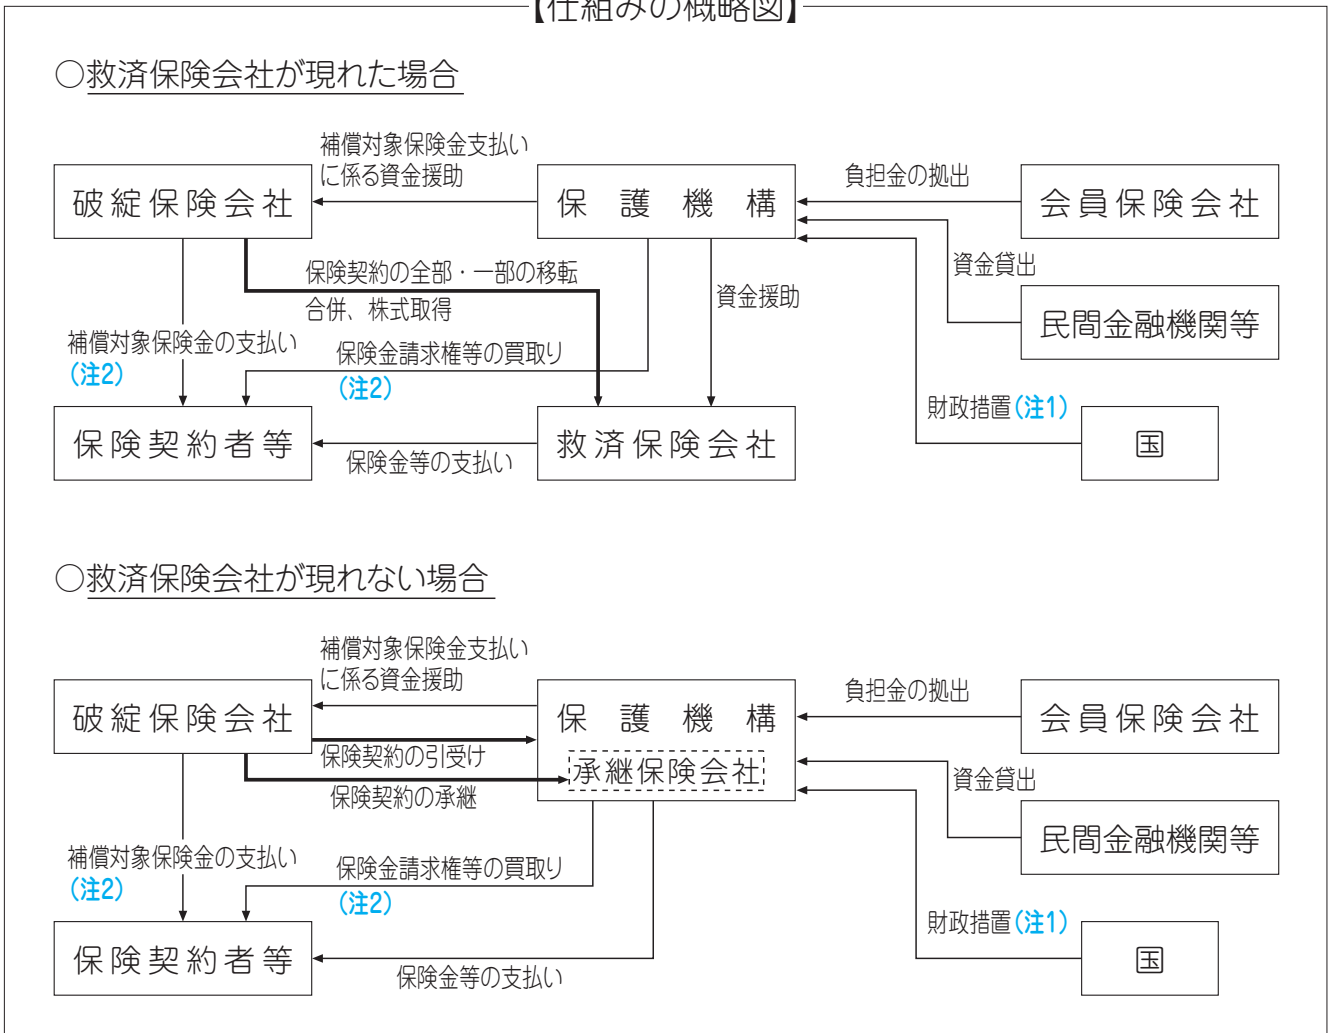 【仕組みの概略図】
○救済保険会社が現れた場合
補償対象保険金支払い
に係る資金援助
破綻保険会社
保護機構
負担金の拠出
会員保険会社
保険契約の全部・一部の移転
合併、株式取得
資金援助
資金貸出
民間金融機関等
補償対象保険金の支払い
(注2)
保険金請求権等の買取り
(注2)
財政措置(注1)
保険契約者等
保険金等の支払い
救済保険会社
国
○救済保険会社が現れない場合
補償対象保険金支払い
に係る資金援助
破綻保険会社
保護機構
負担金の拠出
会員保険会社
保険契約の引受け
承継保険会社
保険契約の承継
資金貸出
民間金融機関等
補償対象保険金の支払い
(注2)
保険金請求権等の買取り
(注2)
財政措置(注1)
保険契約者等
保険金等の支払い
国